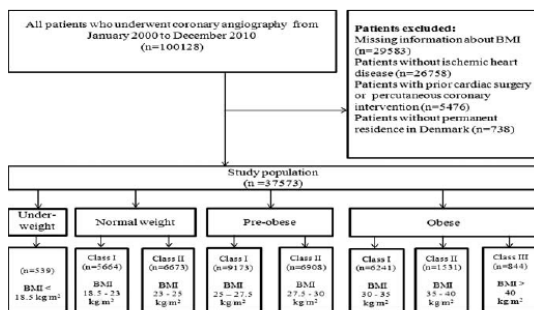 All patients who underwent coronary angiography from
January 2000 to December 2010
(n=100128)
Patients excluded:
Missing information about BMI
(n=29583)
Patients without ischemic heart
disease (n=26758)
Patients with prior cardiac surgery
or percutaneous coronary
intervention (n=5476)
Patients without permanent
residence in Denmark (n=738)
Study population
(n =37573)
Under-
weight
Normal weight
Pre-obese
Obese
(n=539)
BMI <
18.5 kg m²
Class I
(n=5664)
BMI
18.5 - 23
kg m²
Class II
(n=6673)
BMI
23 - 25
kg m²
Class I
(n=9173)
BMI
25 – 27.5
kg m²
Class II
(n=6908)
BMI
27.5 - 30
kg m²
Class I
(n=6241)
BMI
30 - 35
kg m²
Class II
(n=1531)
BMI
35 - 40
kg m²
Class III
(n=844)
BMI >
40
kg m²